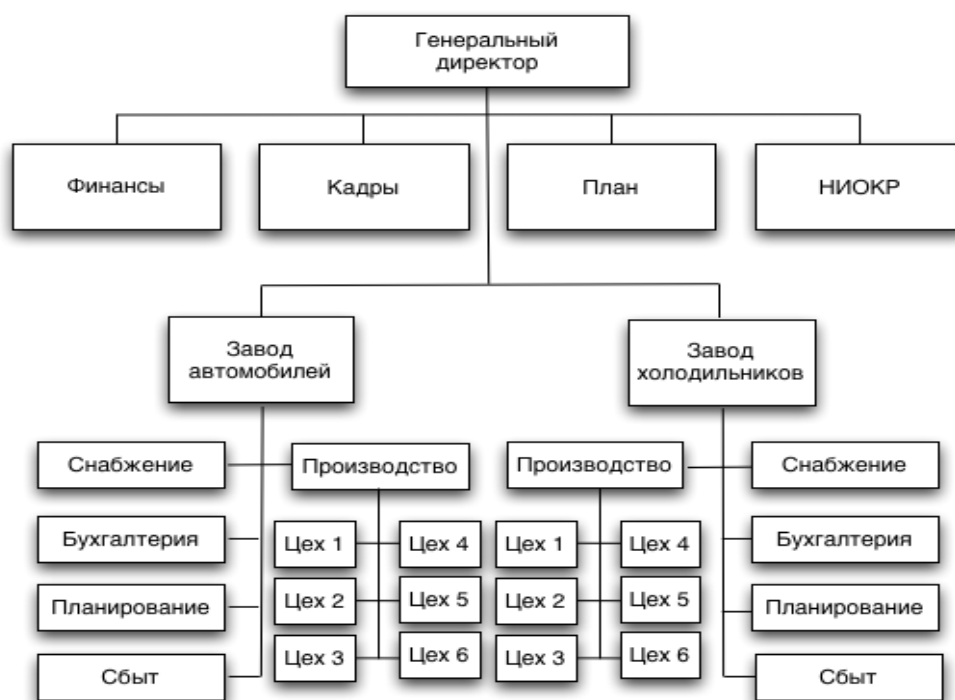 Генеральный
директор
Финансы
Кадры
План
НИОКР
Завод
автомобилей
Завод
холодильников
Снабжение
Производство
Производство
Снабжение
Бухгалтерия
Цех 1
Цех 4
Цех 1
Цех 4
Бухгалтерия
Планирование
Цех 2
Цех 5
Цех 2
Цех 5
Планирование
Сбыт
Цех 3
Цех 6
Цех 3
Цех 6
Сбыт